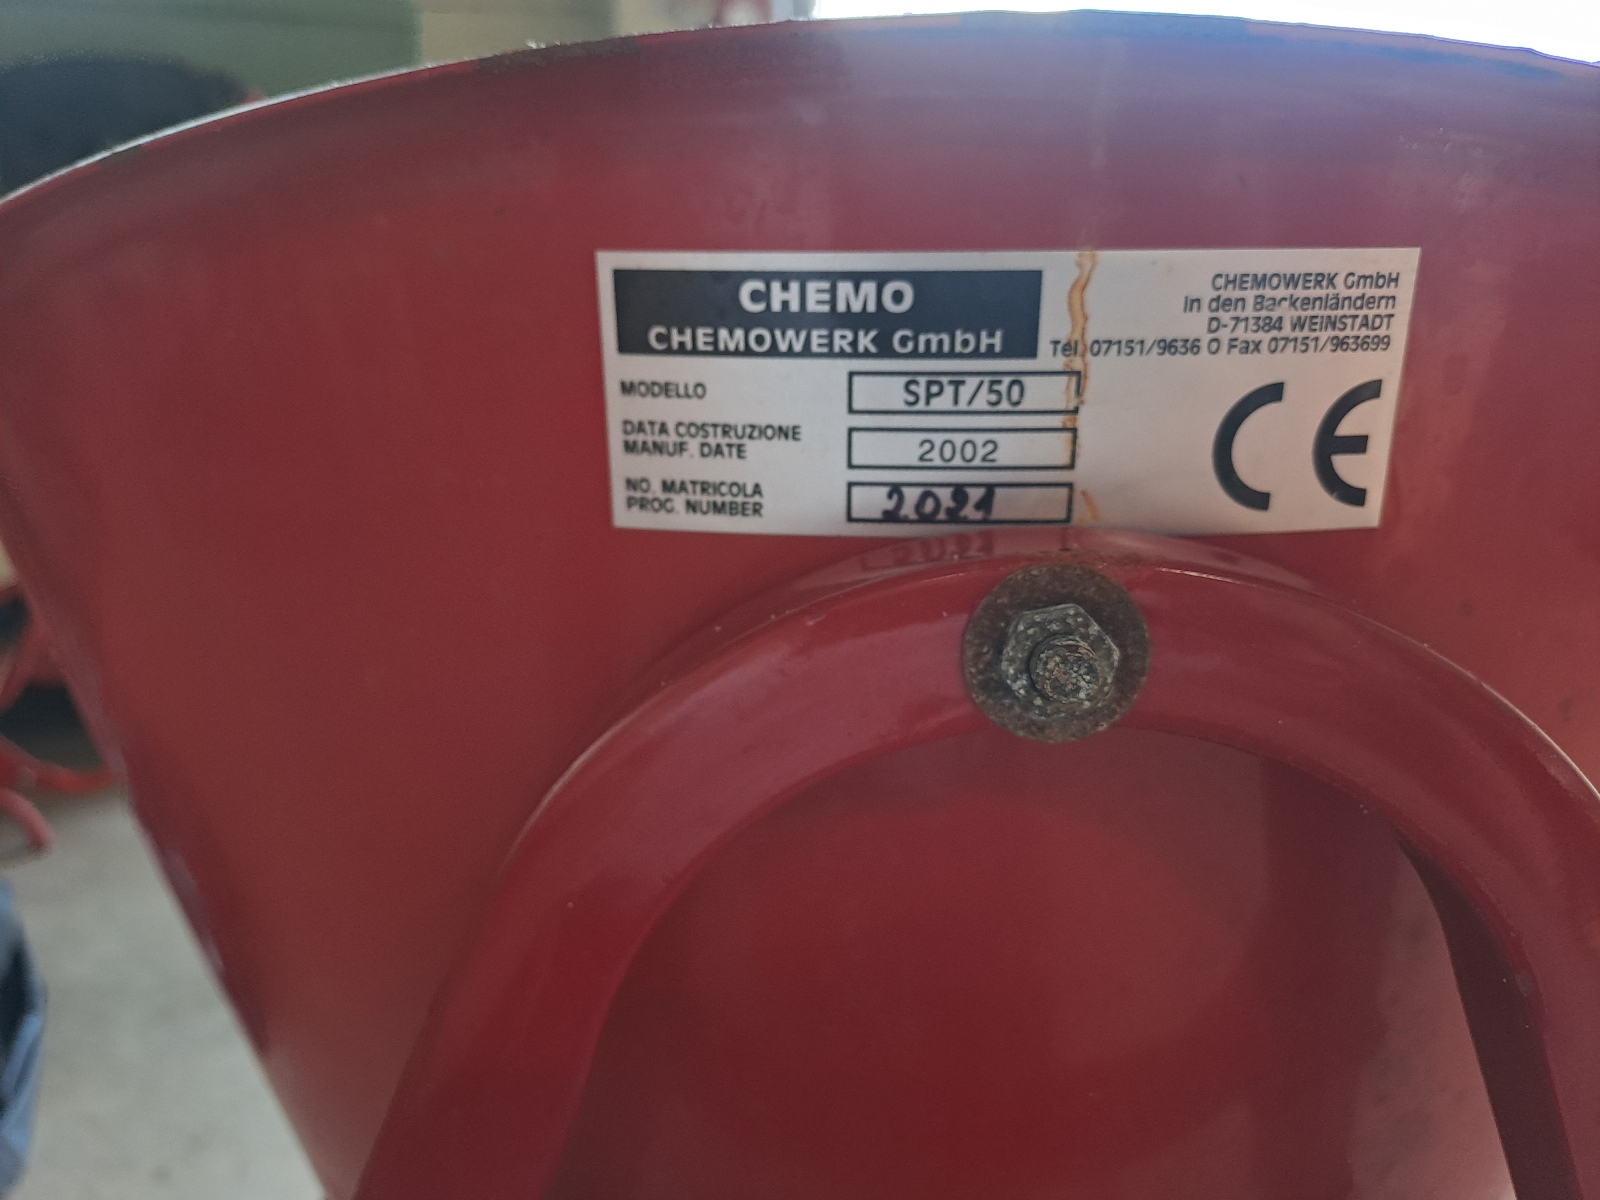 CHEMO
CHEMOWERK GmbH
CHEMOWERK GmbH
In den Backenländern
D-71384 WEINSTADT
Tel. 07151/9636 0 Fax 07151/963699
MODELLO
SPT/50
DATA COSTRUZIONE
MANUF. DATE
2002
NO. MATRICOLA
PROG. NUMBER
2021
CE